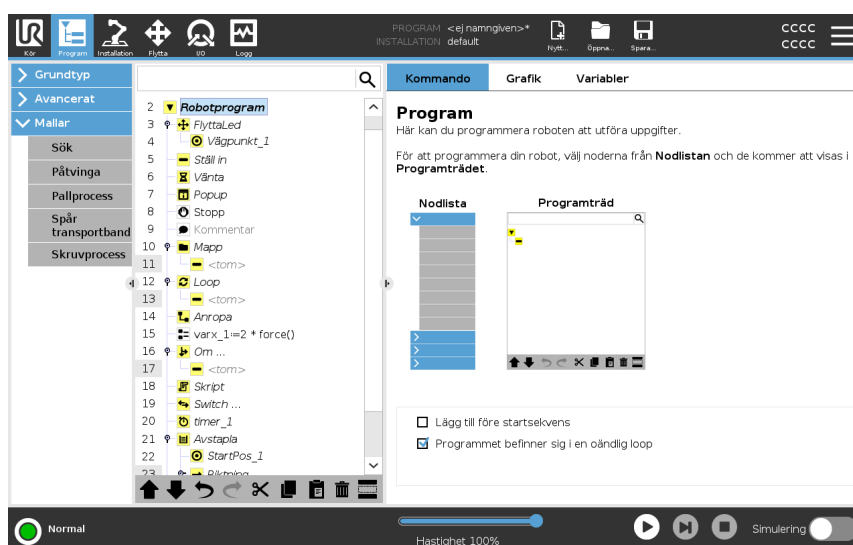 UR
Kör
Program
Installation
Flytta
I/O
Logg
PROGRAM <ej namngiven>*
INSTALLATION default
Nytt...
Öppna...
Spara...
CCCC
CCCC
Grundtyp
Avancerat
Mallar
Sök
Påtvinga
Pallprocess
Spår
transportband
Skruvprocess
2 Robotprogram
3 FlyttaLed
4 Vägpunkt_1
5 Ställ in
6 Vänta
7 Popup
8 Stopp
9 Kommentar
10 Mapp
11 <tom>
12 Loop
13 <tom>
14 Anropa
15 varx_1:=2 * force()
16 Om ...
17 <tom>
18 Skript
19 Switch ...
20 timer_1
21 Avstapla
22 StartPos_1
23 Riktning
Kommando
Grafik
Variabler
Program
Här kan du programmera roboten att utföra uppgifter.
För att programmera din robot, välj noderna från Nodlistan och de kommer att visas i
Programträdet.
Nodlista
Programträd
Lägg till före startsekvens
Programmet befinner sig i en oändlig loop
Normal
Hastighet 100%
Simulering